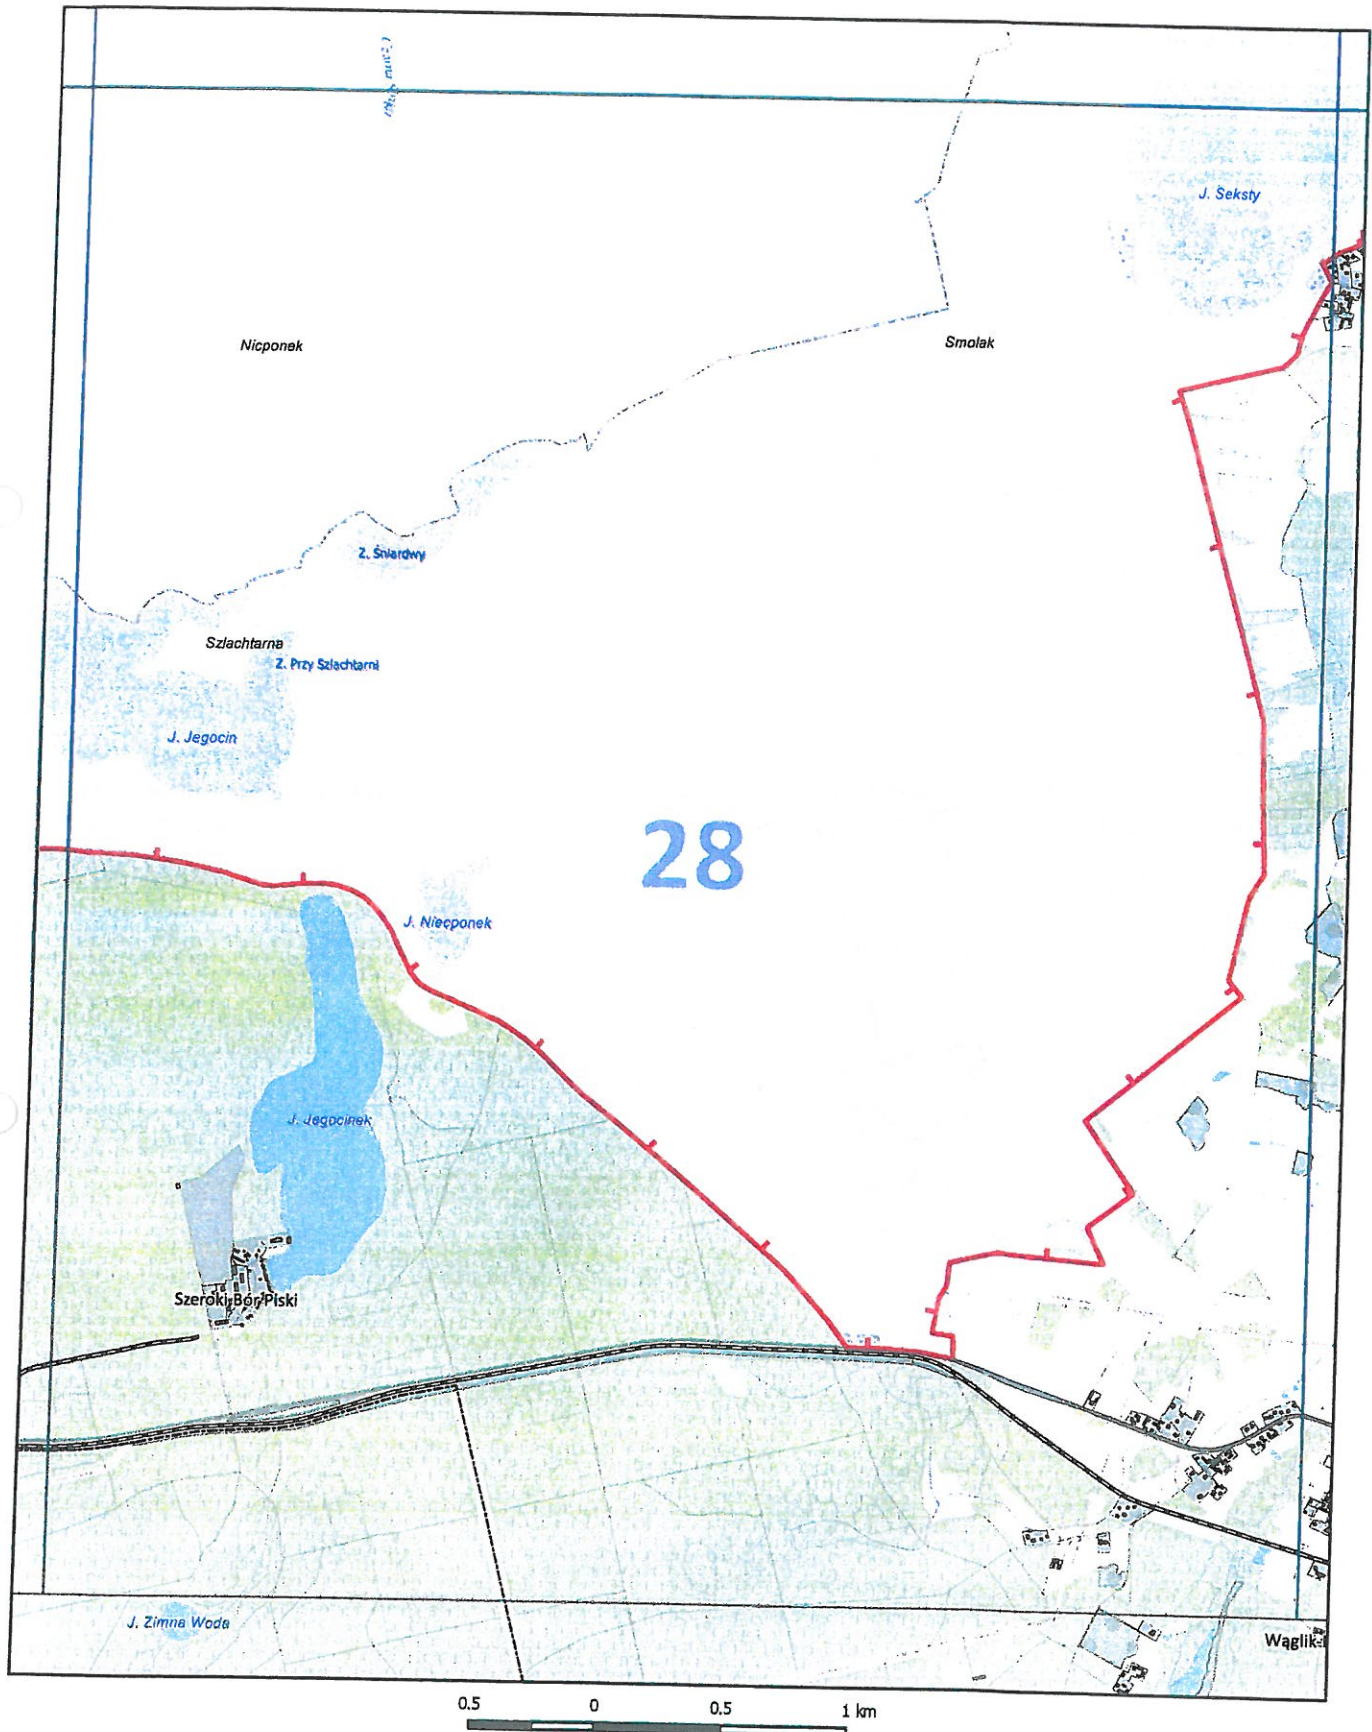 J. Seksty
Nicponek
Smolak
Z. Śniardwy
Szlachtarna
Z. Przy Szlachtarni
J. Jegocin
28
J. Niecponek
J. Jegocinek
Szeroki Bór Piski
J. Zimna Woda
0.5 0 0.5 1 km